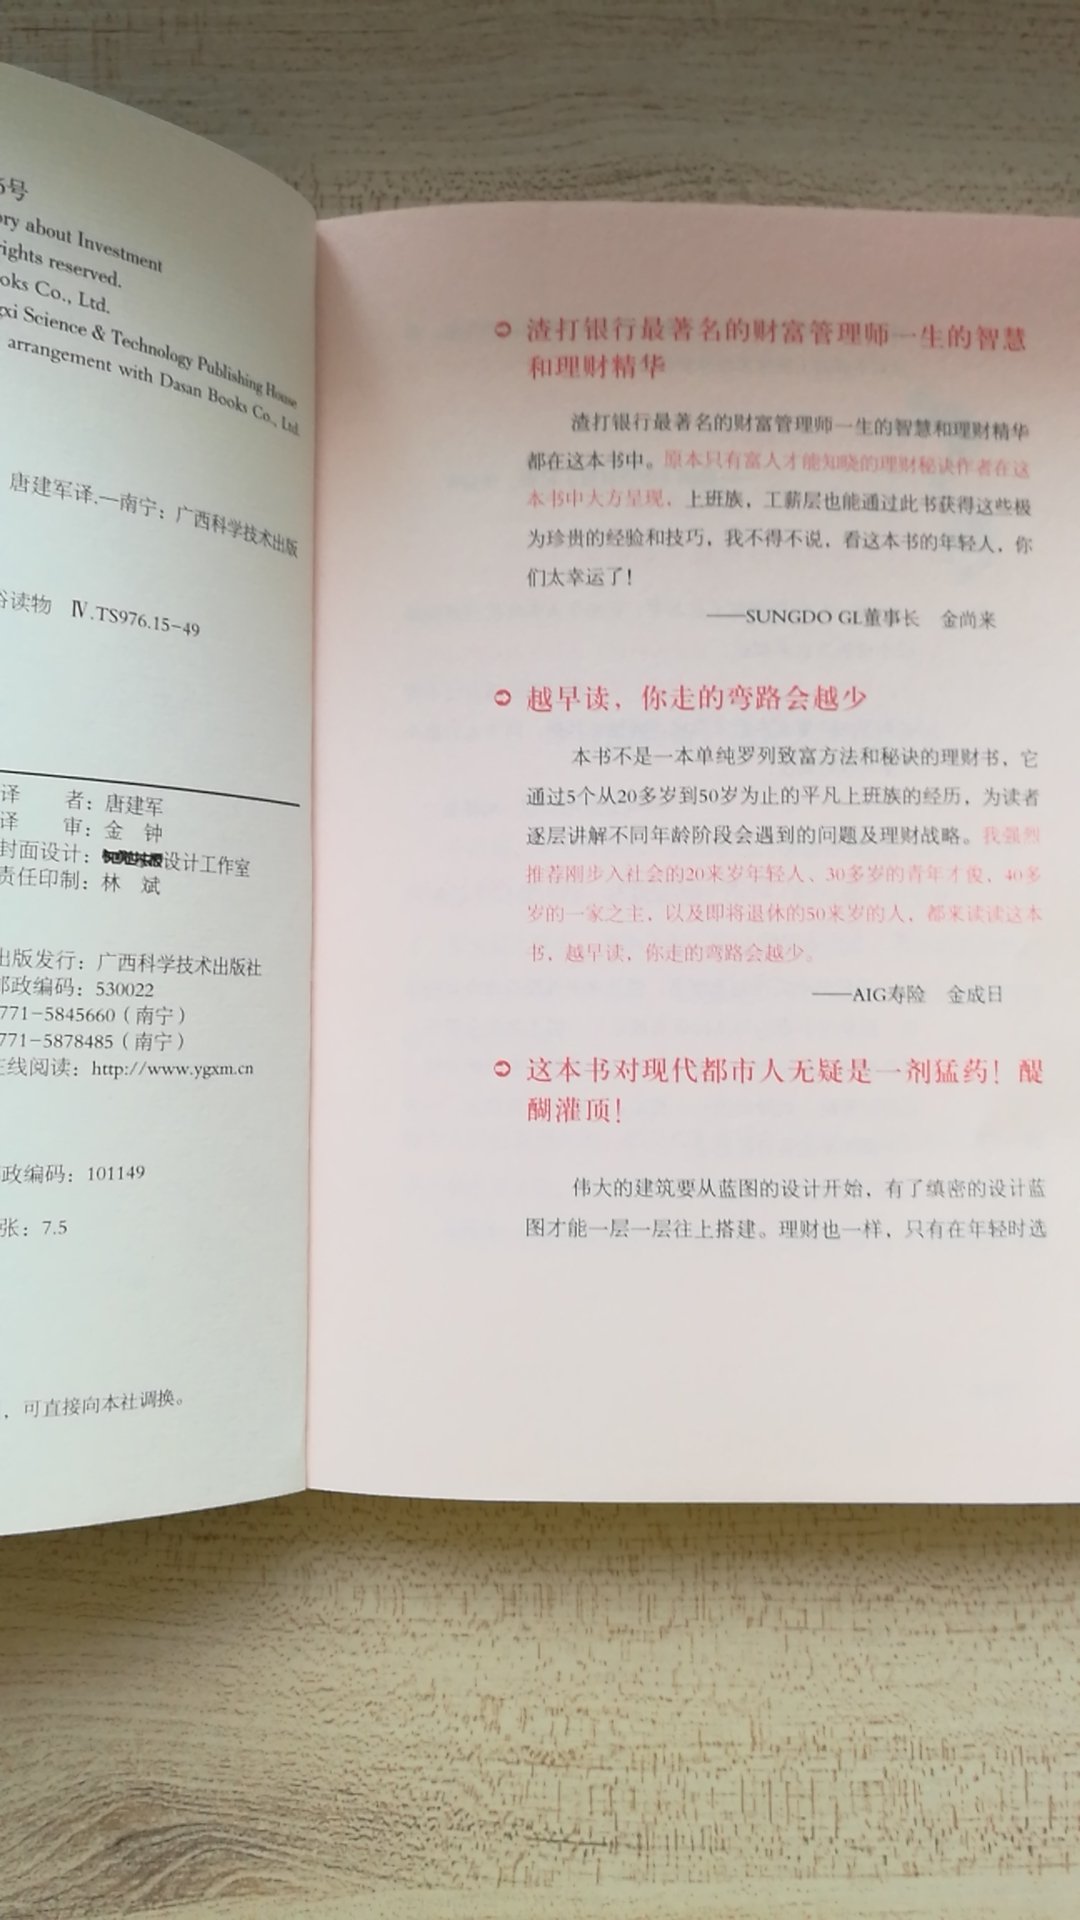 5号
ory about Investment
rights reserved.
oks Co., Ltd.
gxi Science & Technology Publishing House
arrangement with Dasan Books Co., Ltd.
唐建军译.—南宁：广西科学技术出版
俗读物 Ⅳ.TS976.15-49
译 者：唐建军
译 审：金 钟
封面设计：设计工作室
责任印制：林 斌
出版发行：广西科学技术出版社
邮政编码：530022
771-5845660（南宁）
771-5878485（南宁）
在线阅读：http://www.ygxm.cn
政编码：101149
张：7.5
，可直接向本社调换。
渣打银行最著名的财富管理师一生的智慧
和理财精华
渣打银行最著名的财富管理师一生的智慧和理财精华
都在这本书中。原本只有富人才能知晓的理财秘诀作者在这
本书中大方呈现，上班族，工薪层也能通过此书获得这些极
为珍贵的经验和技巧，我不得不说，看这本书的年轻人，你
们太幸运了！
——SUNGDO GL董事长 金尚来
越早读，你走的弯路会越少
本书不是一本单纯罗列致富方法和秘诀的理财书，它
通过5个从20多岁到50岁为止的平凡上班族的经历，为读者
逐层讲解不同年龄阶段会遇到的问题及理财战略。我强烈
推荐刚步入社会的20来岁年轻人、30多岁的青年才俊，40多
岁的一家之主，以及即将退休的50来岁的人，都来读读这本
书，越早读，你走的弯路会越少。
——AIG寿险 金成日
这本书对现代都市人无疑是一剂猛药！醍
醐灌顶！
伟大的建筑要从蓝图的设计开始，有了缜密的设计蓝
图才能一层一层往上搭建。理财也一样，只有在年轻时选